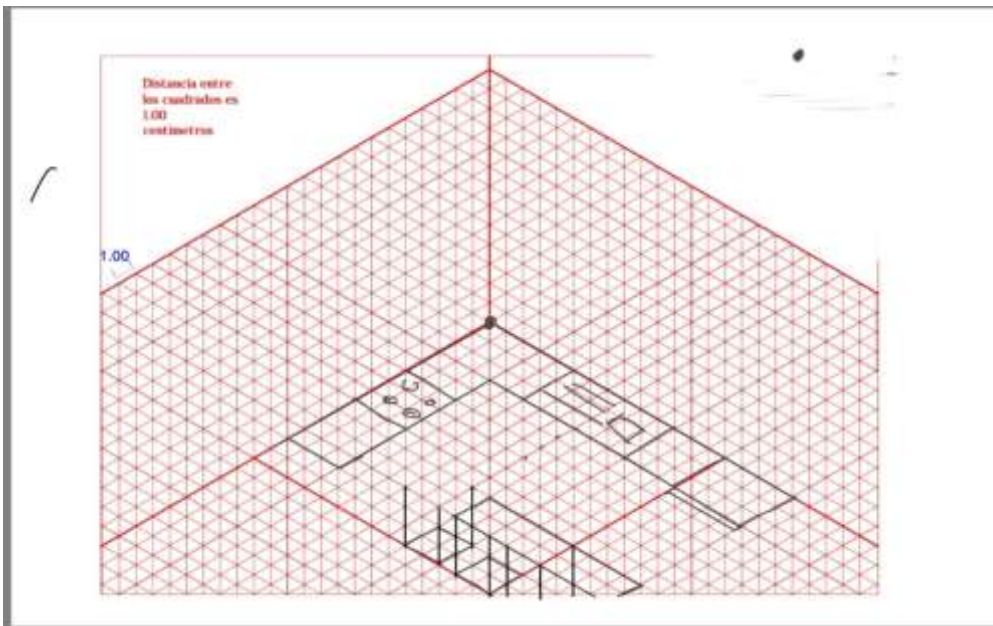 Distancia entre
los cuadrados es
1.00
centimetros
1.00